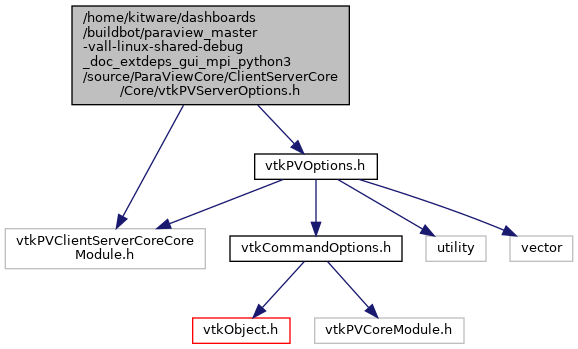 /home/kitware/dashboards
/buildbot/paraview_master
-vall-linux-shared-debug
_doc_extdeps_gui_mpi_python3
/source/ParaViewCore/ClientServerCore
/Core/vtkPVServerOptions.h
vtkPVOptions.h
vtkPVClientServerCoreCore
Module.h
vtkCommandOptions.h
utility
vector
vtkObject.h
vtkPVCoreModule.h